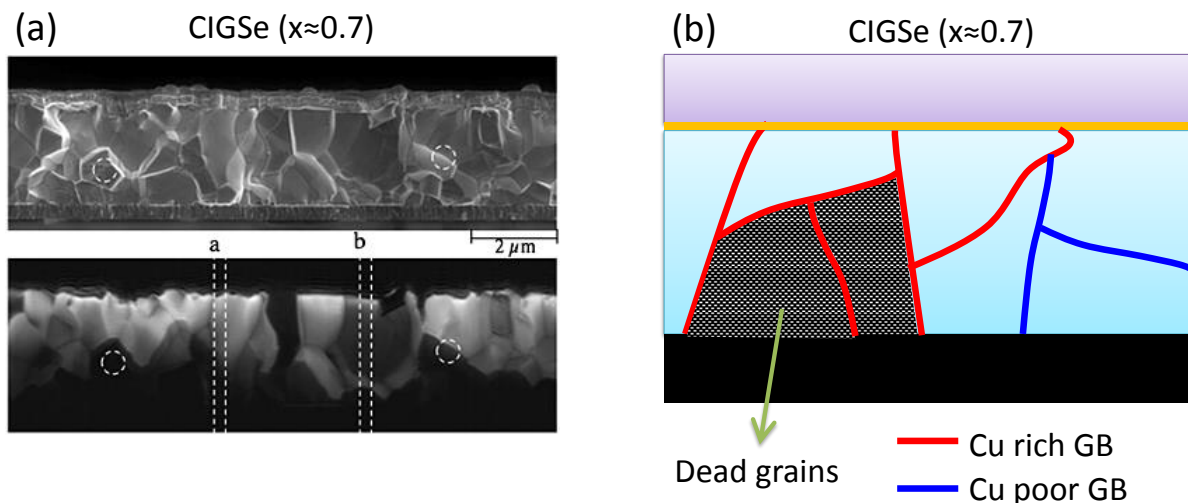 (a)
CIGSe (x≈0.7)
2 μm
a
b
(b)
CIGSe (x≈0.7)
Dead grains
Cu rich GB
Cu poor GB